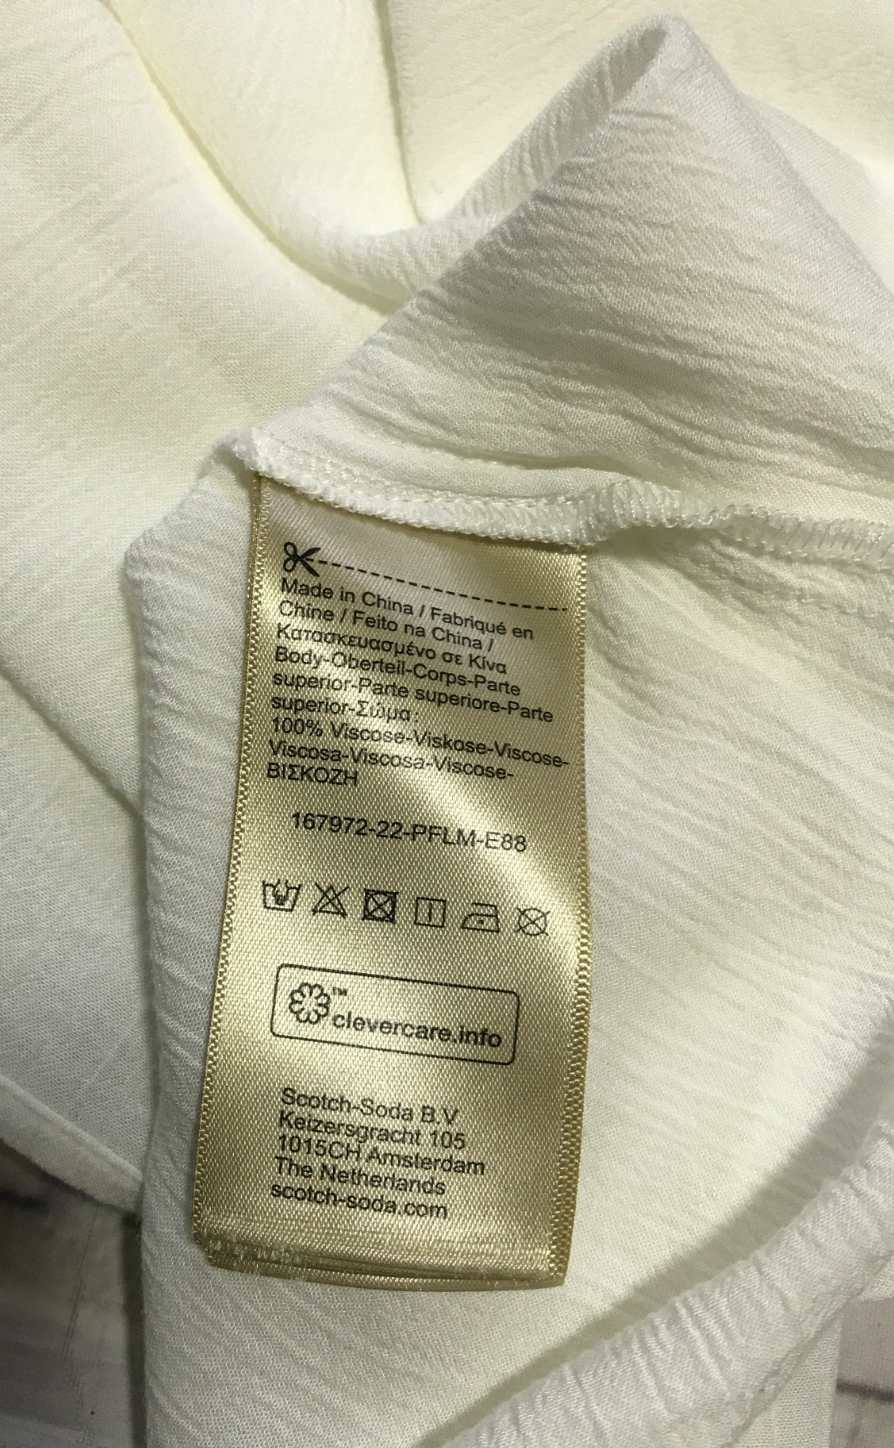 Made in China / Fabriqué en
Chine / Feito na China /
Κατασκευασμένο σε Κίνα
Body-Oberteil-Corps-Parte
superior-Parte superiore-Parte
superior-Σώμα:
100% Viscose-Viskose-Viscose-
Viscosa-Viscosa-Viscose-
ΒΙΣΚΟΖΗ
167972-22-PFLM-E88
™
clevercare.info
Scotch-Soda B.V
Keizersgracht 105
1015CH Amsterdam
The Netherlands
scotch-soda.com